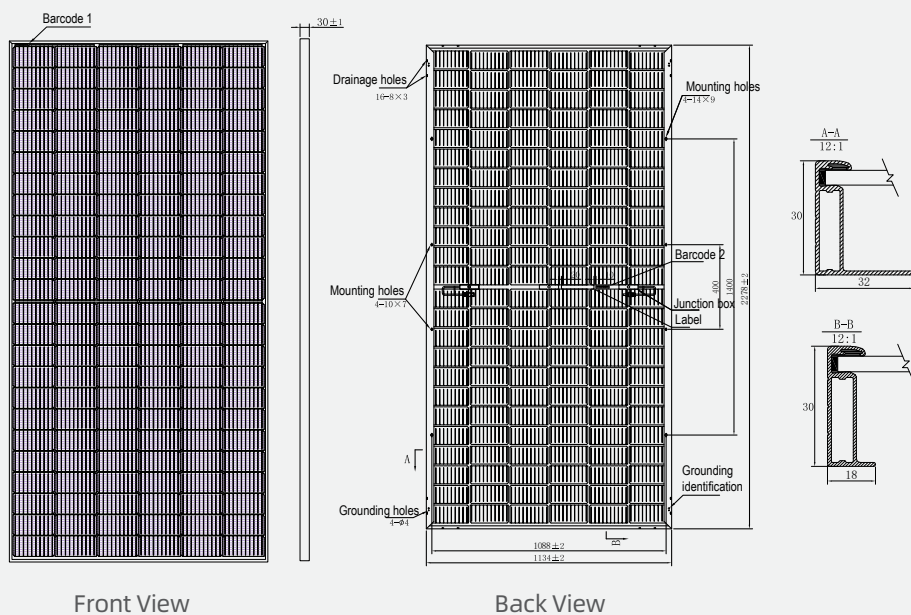 Barcode 1
30±1
Drainage holes
16-8×3
Mounting holes
4-14×9
A-A
12:1
30
32
Mounting holes
4-10×7
Barcode 2
Junction box
Label
400
1400
2278±2
B-B
12:1
30
18
A
Grounding
identification
Grounding holes
4-ø4
B
1088±2
1134±2
Front View
Back View